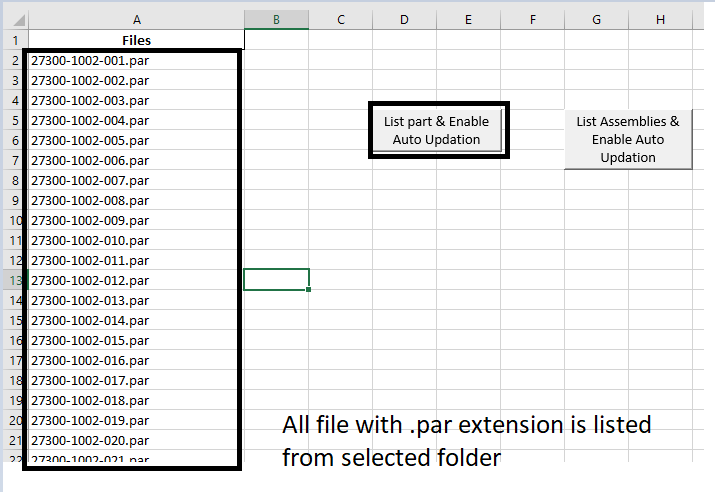 A B C D E F G H
1 Files
2 27300-1002-001.par
3 27300-1002-002.par
4 27300-1002-003.par
5 27300-1002-004.par
6 27300-1002-005.par
7 27300-1002-006.par
8 27300-1002-007.par
9 27300-1002-008.par
10 27300-1002-009.par
11 27300-1002-010.par
12 27300-1002-011.par
13 27300-1002-012.par
14 27300-1002-013.par
15 27300-1002-014.par
16 27300-1002-015.par
17 27300-1002-016.par
18 27300-1002-017.par
19 27300-1002-018.par
20 27300-1002-019.par
21 27300-1002-020.par
22 27300-1002-021.par
List part & Enable
Auto Updation
List Assemblies &
Enable Auto
Updation
All file with .par extension is listed
from selected folder